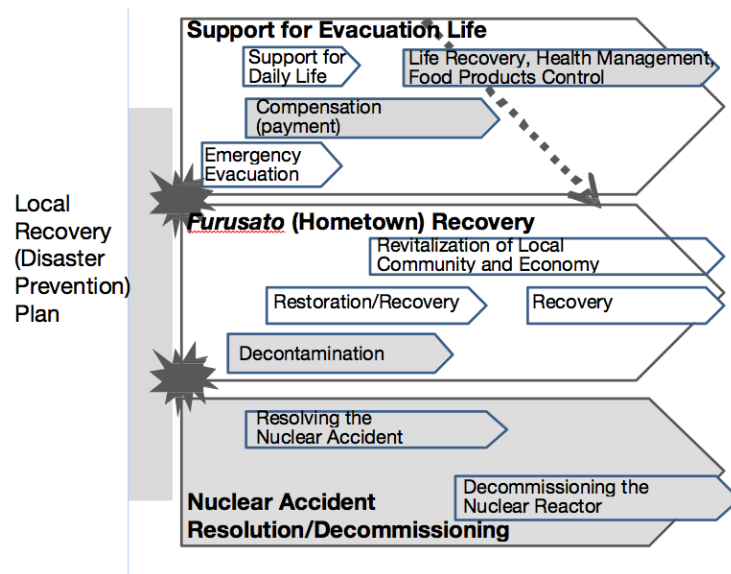 Support for Evacuation Life
Support for
Daily Life
Life Recovery, Health Management,
Food Products Control
Compensation
(payment)
Emergency
Evacuation
Local
Recovery
(Disaster
Prevention)
Plan
Furusato (Hometown) Recovery
Revitalization of Local
Community and Economy
Restoration/Recovery
Recovery
Decontamination
Resolving the
Nuclear Accident
Decommissioning the
Nuclear Reactor
Nuclear Accident
Resolution/Decommissioning